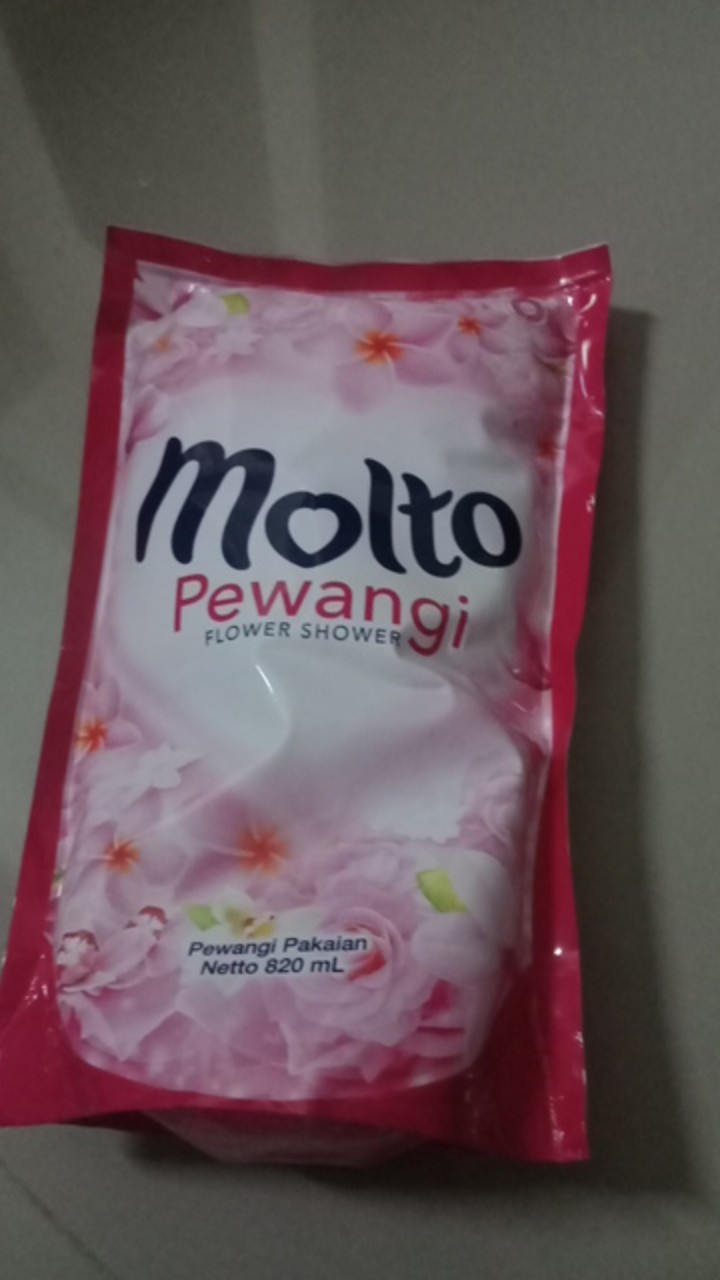 Molto
Pewangi
FLOWER SHOWER
Pewangi Pakaian
Netto 820 mL